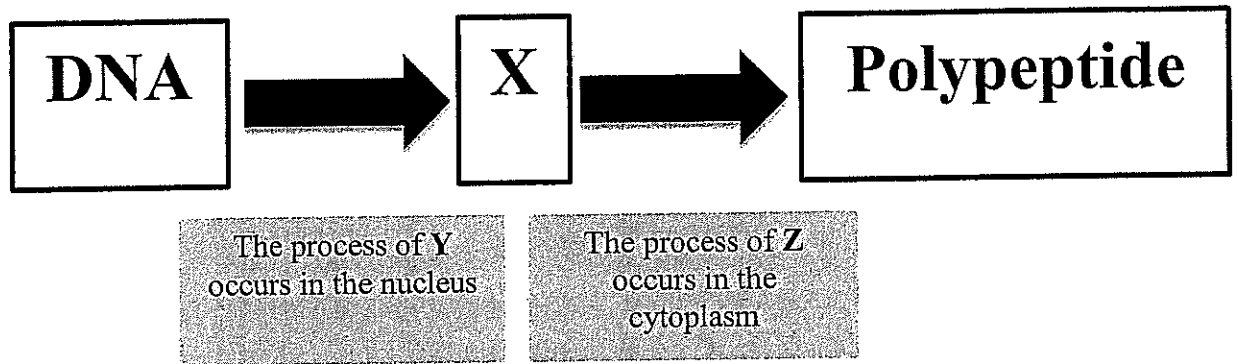 DNA
X
Polypeptide
The process of Y
occurs in the nucleus
The process of Z
occurs in the
cytoplasm